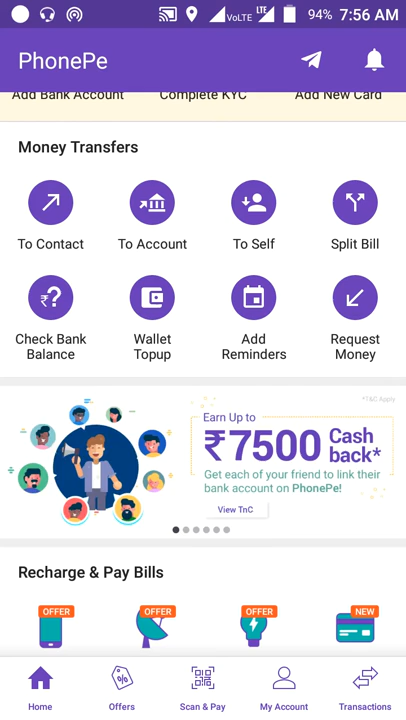 VoLTE LTE 94% 7:56 AM
PhonePe
Add Bank Account Complete KYC Add New Card
Money Transfers
To Contact To Account To Self Split Bill
₹?
Check Bank Wallet Add Request
Balance Topup Reminders Money
*T&C Apply
Earn Up to
₹7500 Cash
back*
Get each of your friend to link their
bank account on PhonePe!
View TnC
Recharge & Pay Bills
OFFER OFFER OFFER NEW
%
Home Offers Scan & Pay My Account Transactions